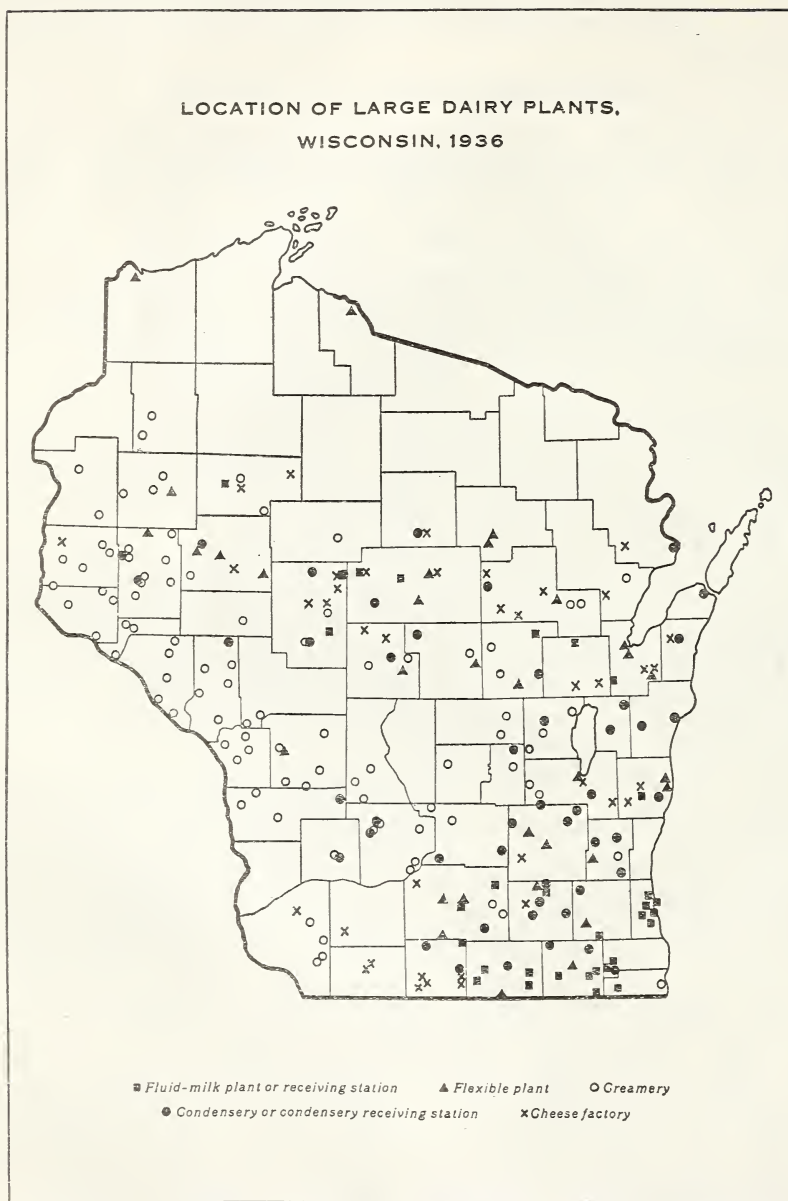 LOCATION OF LARGE DAIRY PLANTS,
WISCONSIN, 1936
Fluid-milk plant or receiving station Flexible plant Creamery
Condensery or condensery receiving station Cheese factory